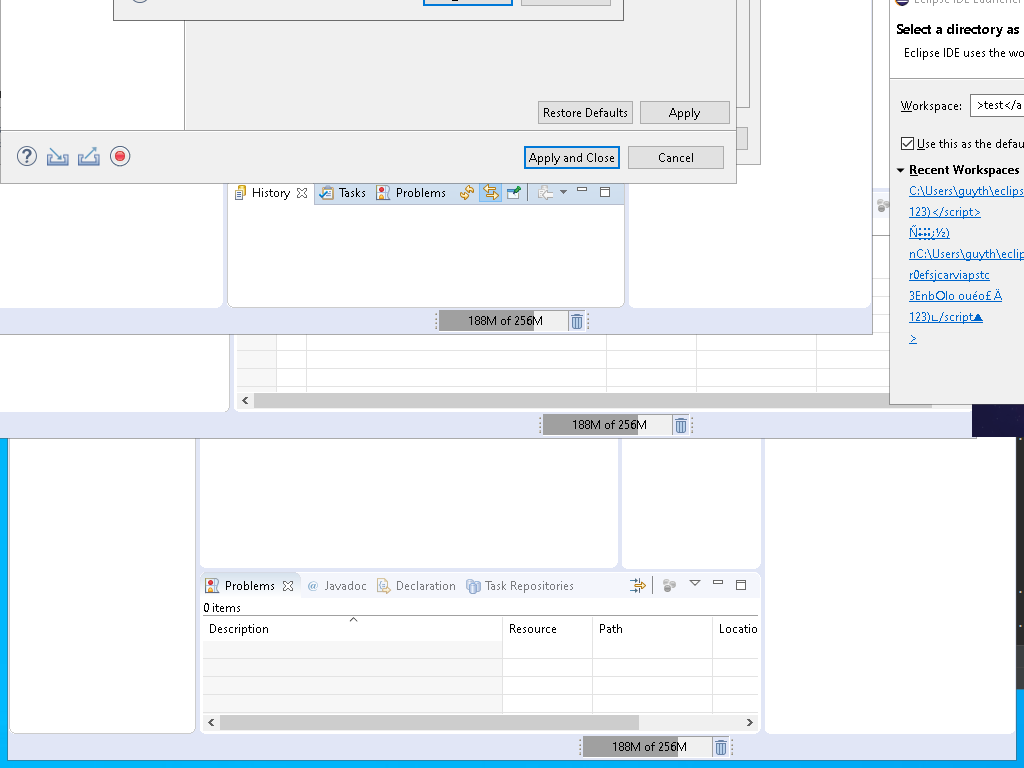 Eclipse IDE Launcher
Select a directory as
Eclipse IDE uses the wo
Workspace: >test</a
Use this as the defau
Recent Workspaces
C:\Users\guyth\eclips
123)</script>
nC:\Users\guyth\eclip
r0efsjcarviapstc
3EnbOlo ouéo£Ä
123)∟/script▲
>
Restore Defaults
Apply
Apply and Close
Cancel
History
Tasks
Problems
188M of 256M
188M of 256M
Problems
Javadoc
Declaration
Task Repositories
0 items
Description
Resource
Path
Locatio
188M of 256M